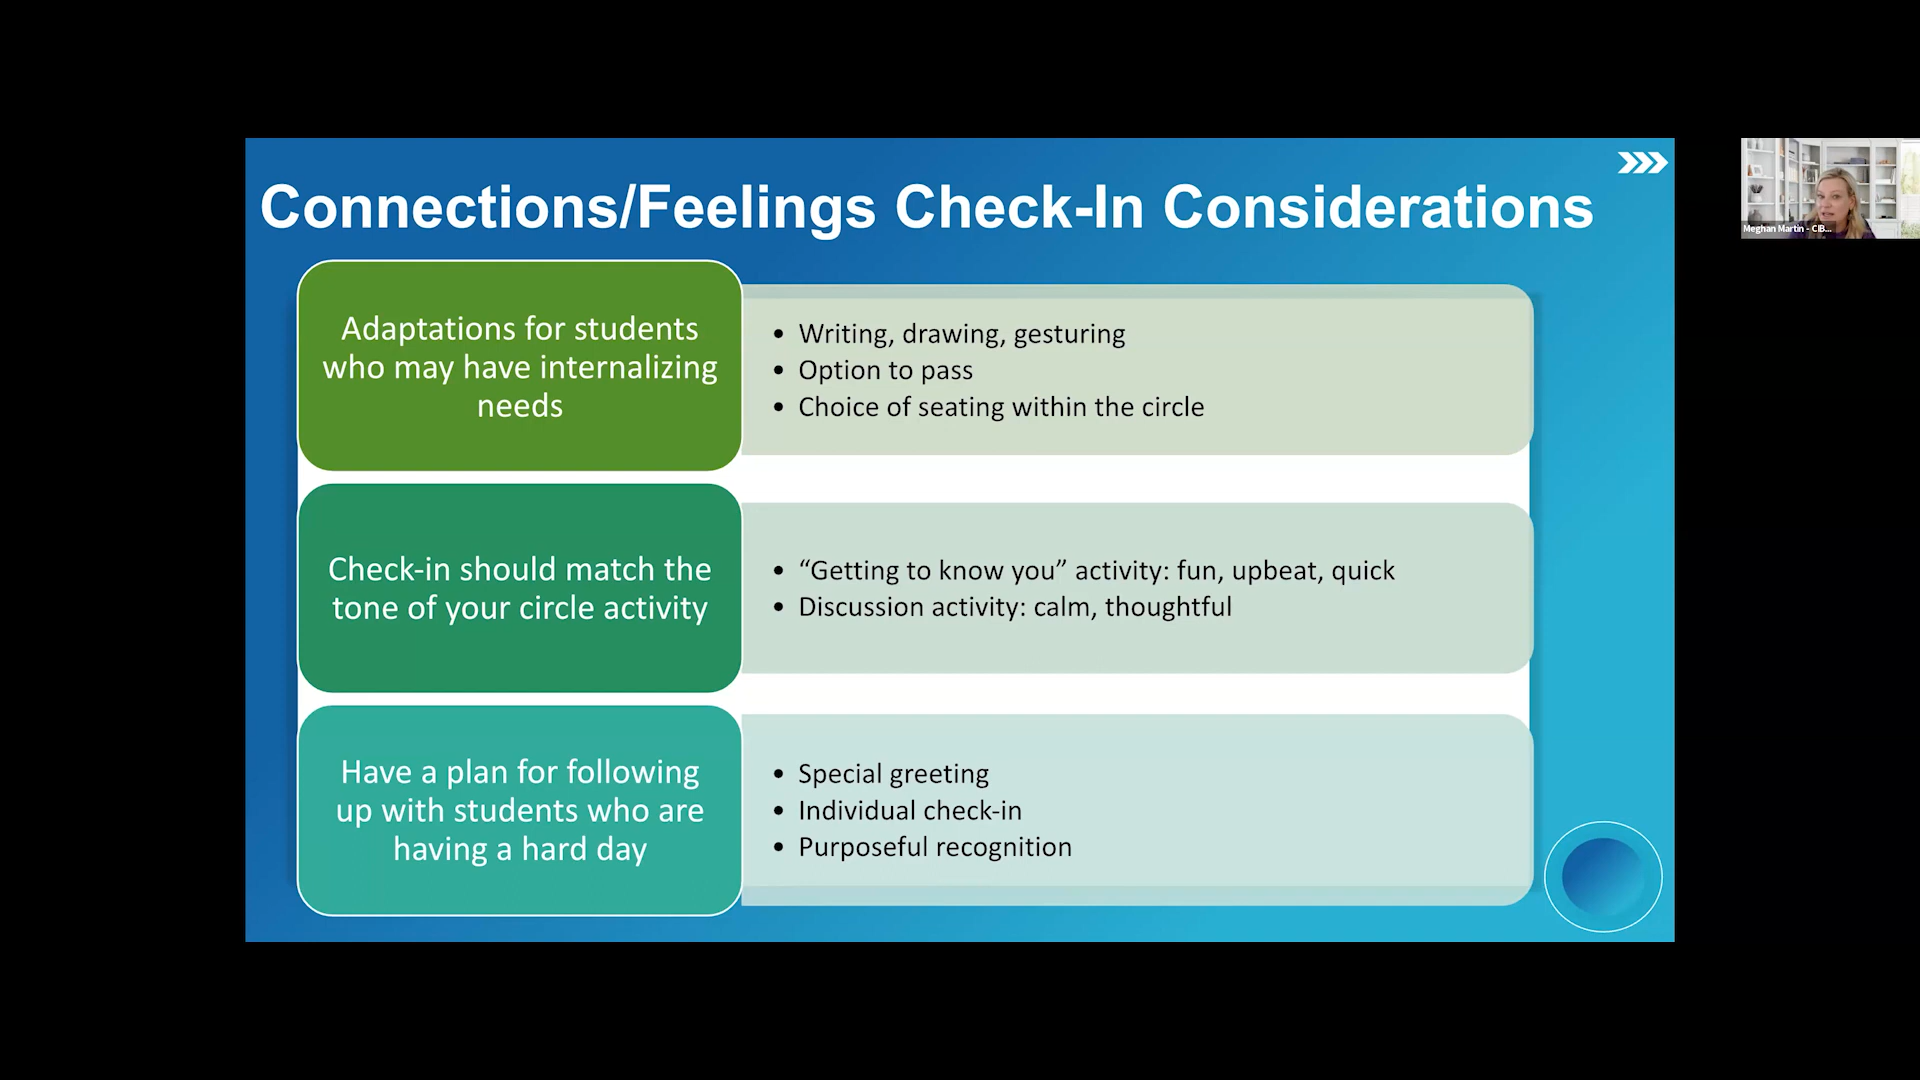 Connections/Feelings Check-In Considerations
Adaptations for students
who may have internalizing
needs
• Writing, drawing, gesturing
• Option to pass
• Choice of seating within the circle
Check-in should match the
tone of your circle activity
• “Getting to know you” activity: fun, upbeat, quick
• Discussion activity: calm, thoughtful
Have a plan for following
up with students who are
having a hard day
• Special greeting
• Individual check-in
• Purposeful recognition
Meghan Martin - CIB...